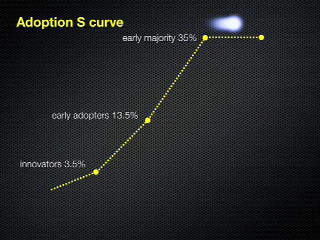 Adoption S curve
early majority 35%
early adopters 13.5%
innovators 3.5%